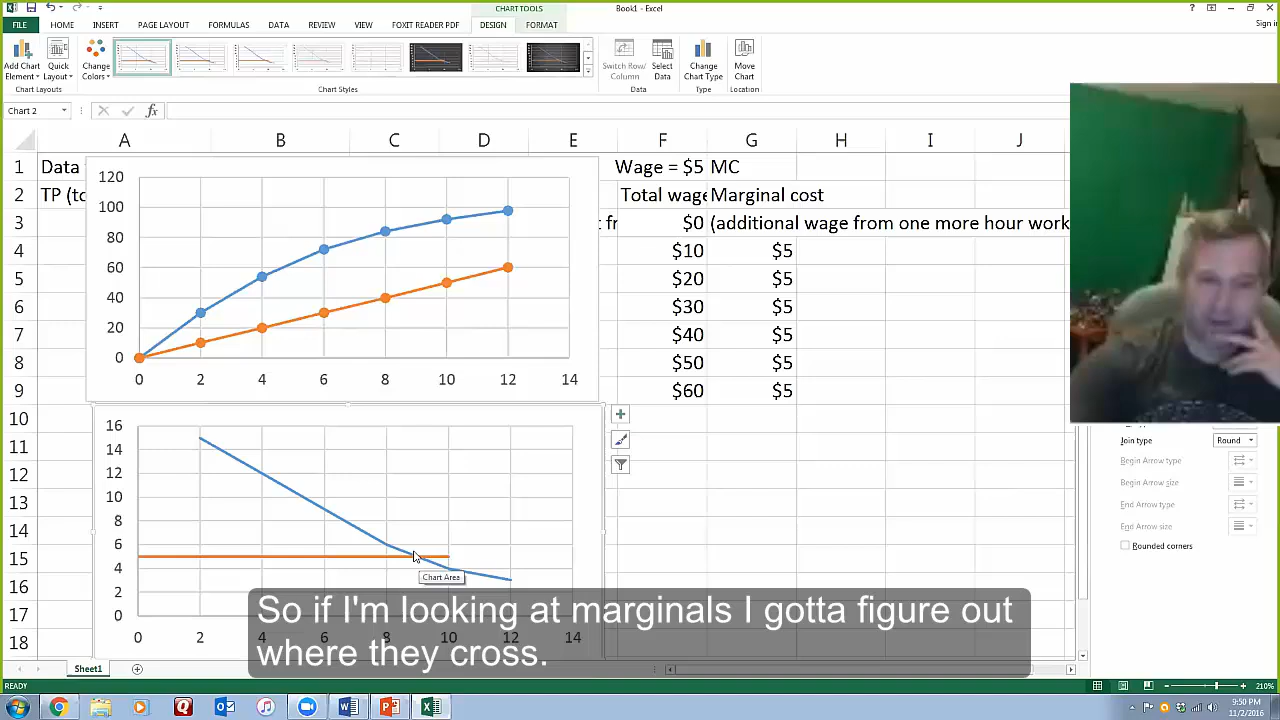 CHART TOOLS
Book1 - Excel
FILE HOME INSERT PAGE LAYOUT FORMULAS DATA REVIEW VIEW FOXIT READER PDF DESIGN FORMAT
Sign in
Add Chart Element
Quick Layout
Change Colors
Switch Row/ Column
Select Data
Change Chart Type
Move Chart
Chart Layouts Chart Styles Data Type Location
Chart 2 fx
A B C D E F G H I J
1 Data Wage = $5 MC
2 TP (to Total wage Marginal cost
3 t fr $0 (additional wage from one more hour work
4 $10 $5
5 $20 $5
6 $30 $5
7 $40 $5
8 $50 $5
9 $60 $5
10
11
12
13
14
15
16
17
18
120
100
80
60
40
20
0
0 2 4 6 8 10 12 14
16
14
12
10
8
6
4
2
0
0 2 10 12 14
Chart Area
Join type Round
Begin Arrow type
Begin Arrow size
End Arrow type
End Arrow size
Rounded corners
So if I'm looking at marginals I gotta figure out
where they cross.
Sheet1
READY 210%
9:50 PM
11/2/2016